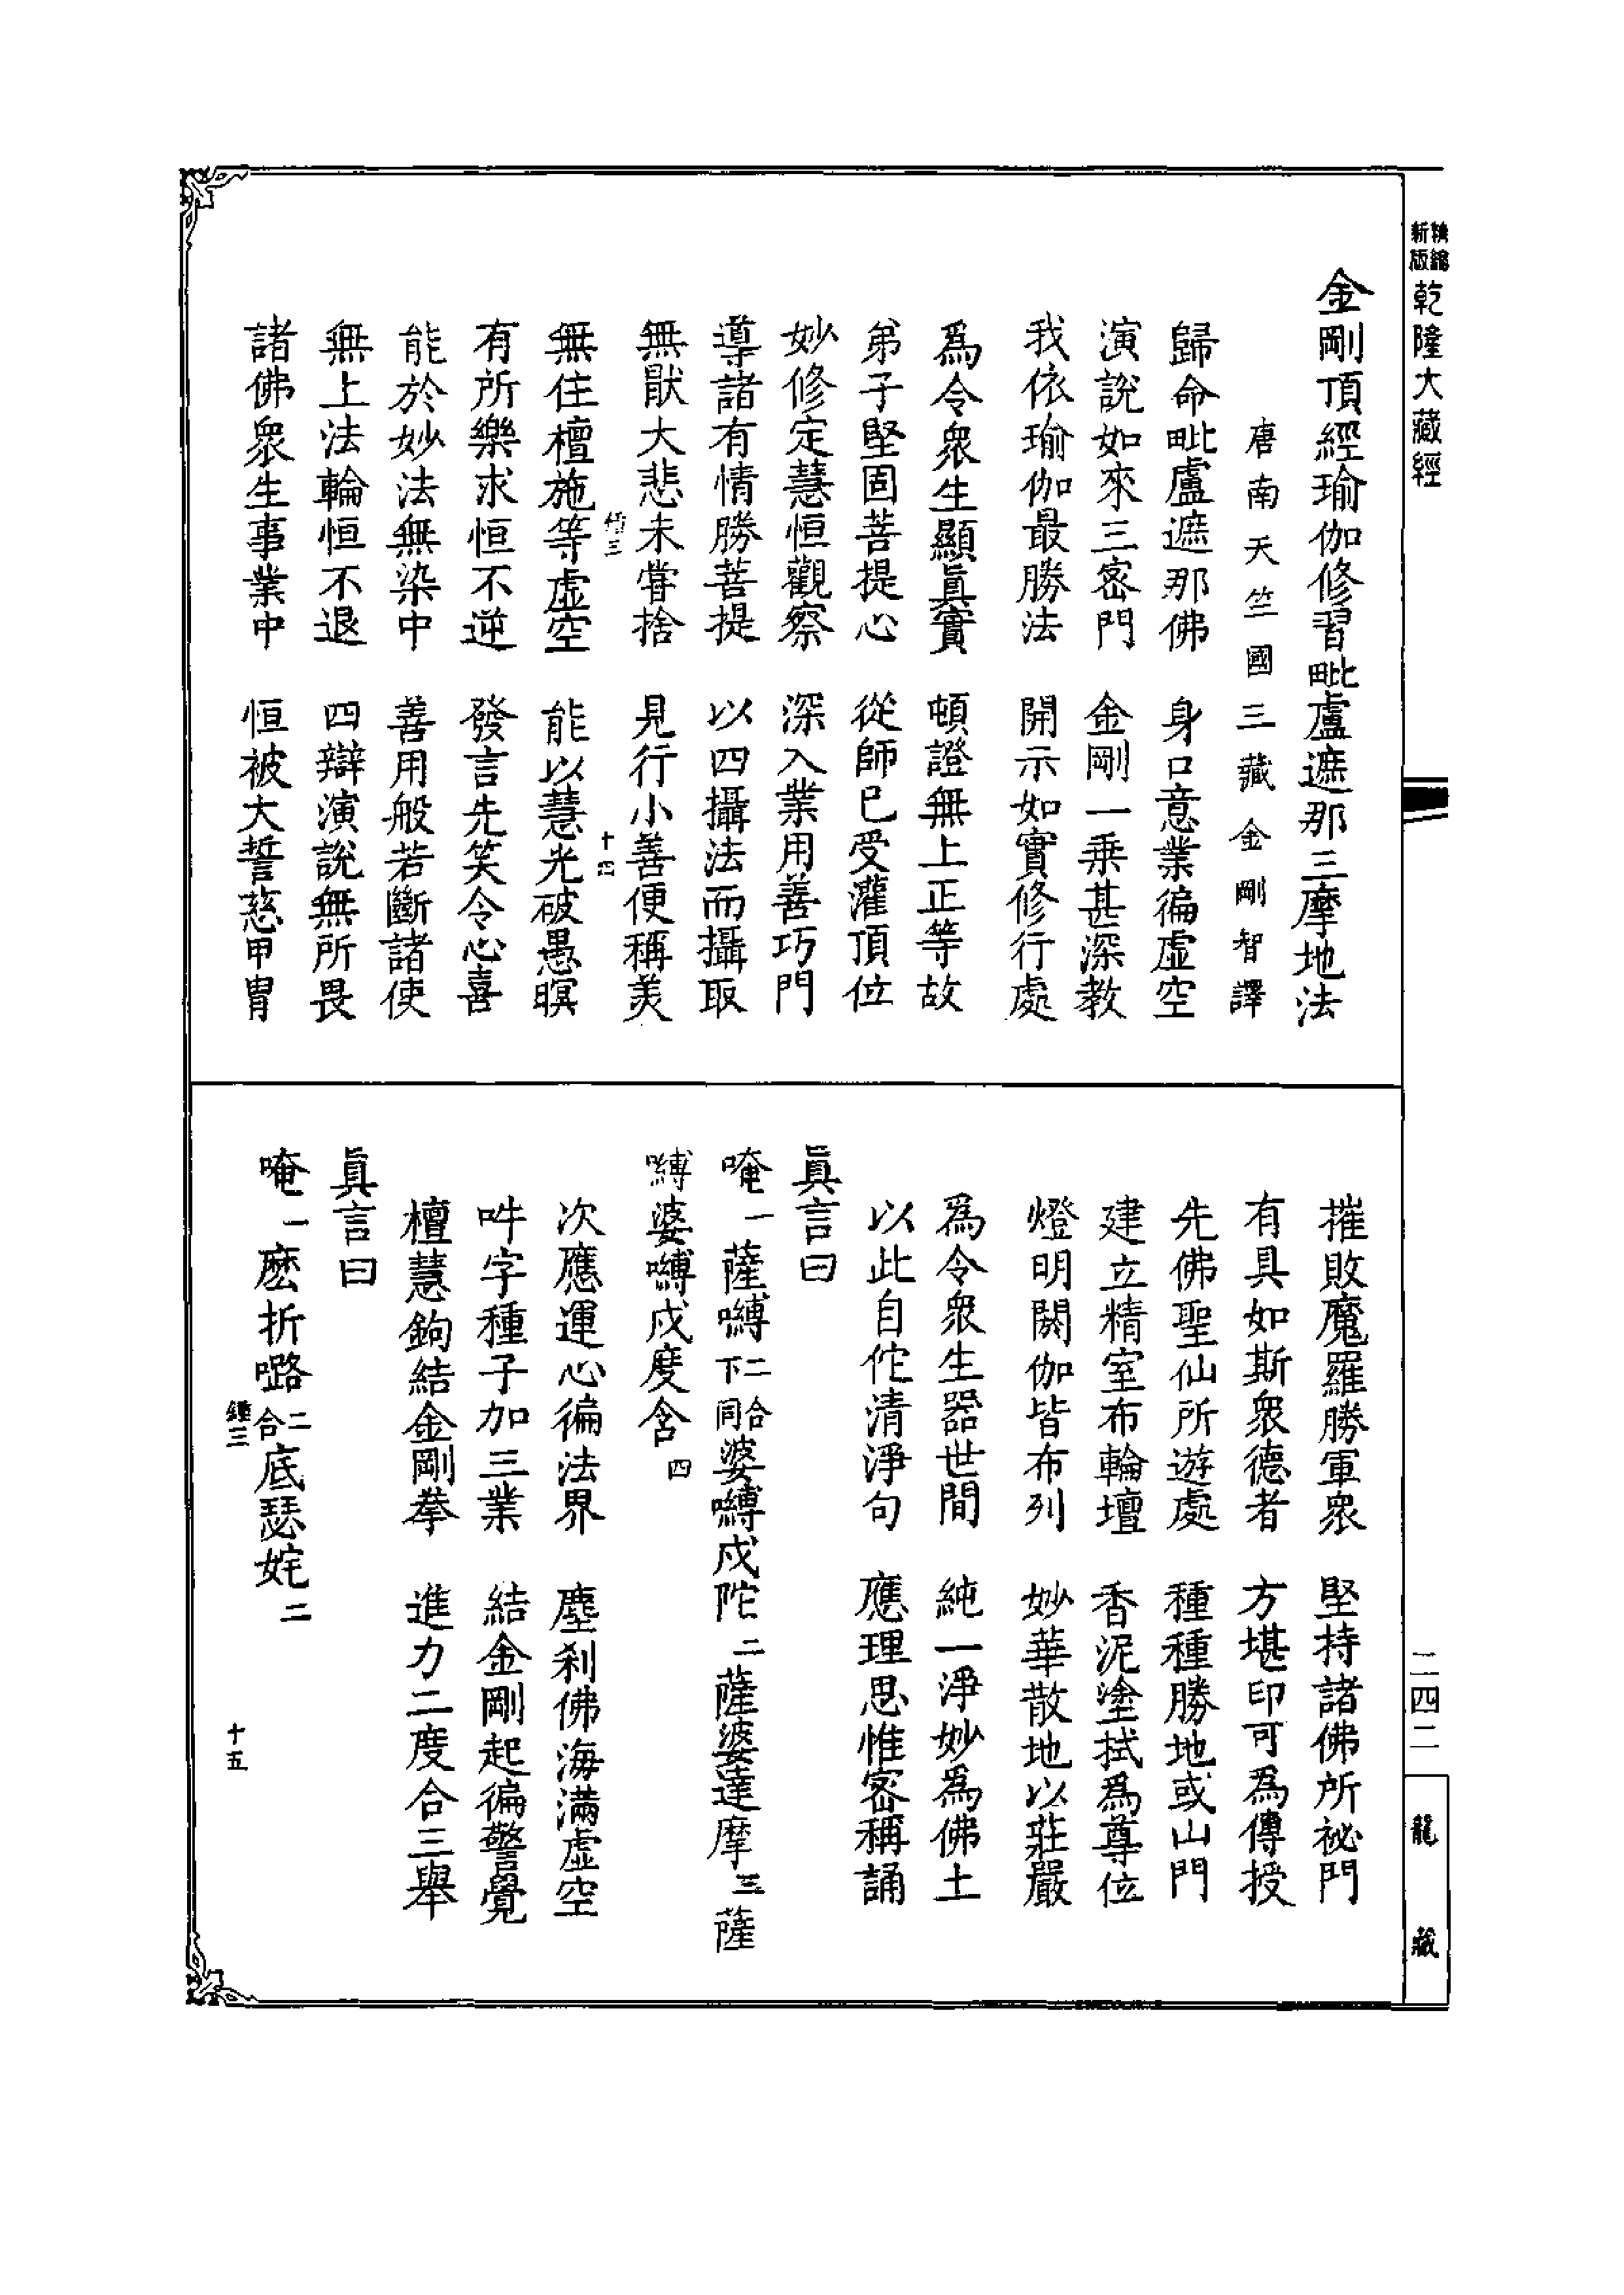 精縮新版乾隆大藏經
金剛頂經瑜伽修習毗盧遮那三摩地法
唐南天竺國三藏金剛智譯
歸命毗盧遮那佛　身口意業徧虛空
演說如來三密門　金剛一乘甚深教
我依瑜伽最勝法　開示如實修行處
爲令衆生顯眞實　頓證無上正等故
弟子堅固菩提心　從師已受灌頂位
妙修定慧恒觀察　深入業用善巧門
導諸有情勝菩提　以四攝法而攝取
無猒大悲未甞捨　見行小善便稱美
鍾三　十四
無住檀施等虛空　能以慧光破愚暝
有所樂求恒不逆　發言先笑令心喜
能於妙法無染中　善用般若斷諸使
無上法輪恒不退　四辯演說無所畏
諸佛衆生事業中　恒被大誓慈甲冑
摧敗魔羅勝軍衆　堅持諸佛所祕門
有具如斯衆德者　方堪印可為傳授
先佛聖仙所遊處　種種勝地或山門
建立精室布輪壇　香泥塗拭爲尊位
燈明閼伽皆布列　妙華散地以莊嚴
為令衆生器世間　純一淨妙為佛土
以此自佗清淨句　應理思惟密稱誦
眞言曰
唵一薩嚩二合下同婆嚩戍陀二薩婆達摩三薩
嚩婆嚩戍度含四
次應運心徧法界　塵刹佛海滿虛空
吽字種子加三業　結金剛起徧警覺
檀慧鉤結金剛拳　進力二度合三舉
眞言曰
唵一麽折𡀔二合底瑟姹二
鍾三　十五
二四二
龍藏